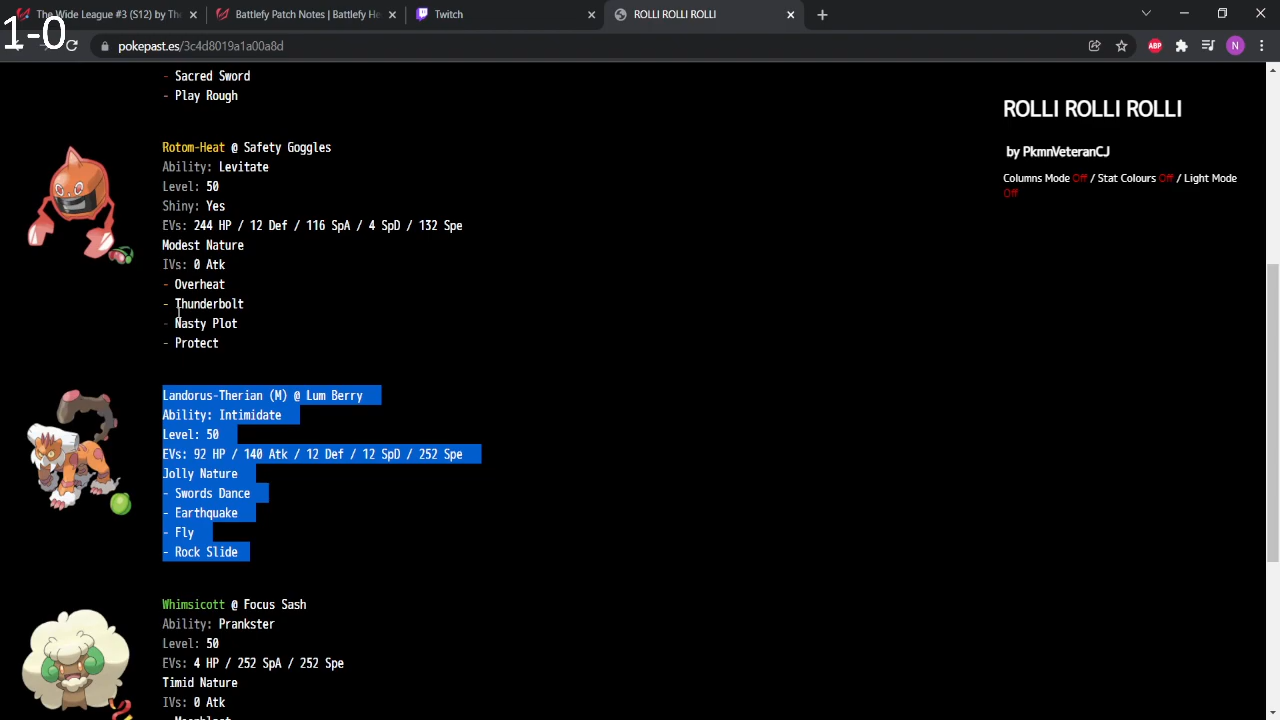 The Wide League #3 (S12) by The
Battlefy Patch Notes | Battlefy He
Twitch
ROLLI ROLLI ROLLI
1-0
pokepast.es/3c4d8019a1a00a8d
ABP
N
- Sacred Sword
- Play Rough
ROLLI ROLLI ROLLI
by PkmnVeteranCJ
Columns Mode Off / Stat Colours Off / Light Mode
Off
Rotom-Heat @ Safety Goggles
Ability: Levitate
Level: 50
Shiny: Yes
EVs: 244 HP / 12 Def / 116 SpA / 4 SpD / 132 Spe
Modest Nature
IVs: 0 Atk
- Overheat
- Thunderbolt
- Nasty Plot
- Protect
Landorus-Therian (M) @ Lum Berry
Ability: Intimidate
Level: 50
EVs: 92 HP / 140 Atk / 12 Def / 12 SpD / 252 Spe
Jolly Nature
- Swords Dance
- Earthquake
- Fly
- Rock Slide
Whimsicott @ Focus Sash
Ability: Prankster
Level: 50
EVs: 4 HP / 252 SpA / 252 Spe
Timid Nature
IVs: 0 Atk
- Moonblast